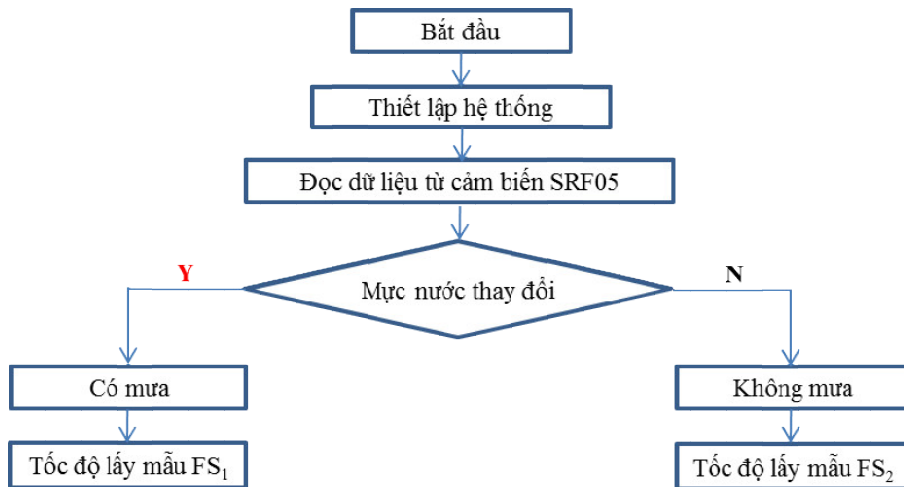 Bắt đầu
Thiết lập hệ thống
Đọc dữ liệu từ cảm biến SRF05
Mực nước thay đổi
Y
N
Có mưa
Không mưa
Tốc độ lấy mẫu FS₁
Tốc độ lấy mẫu FS₂